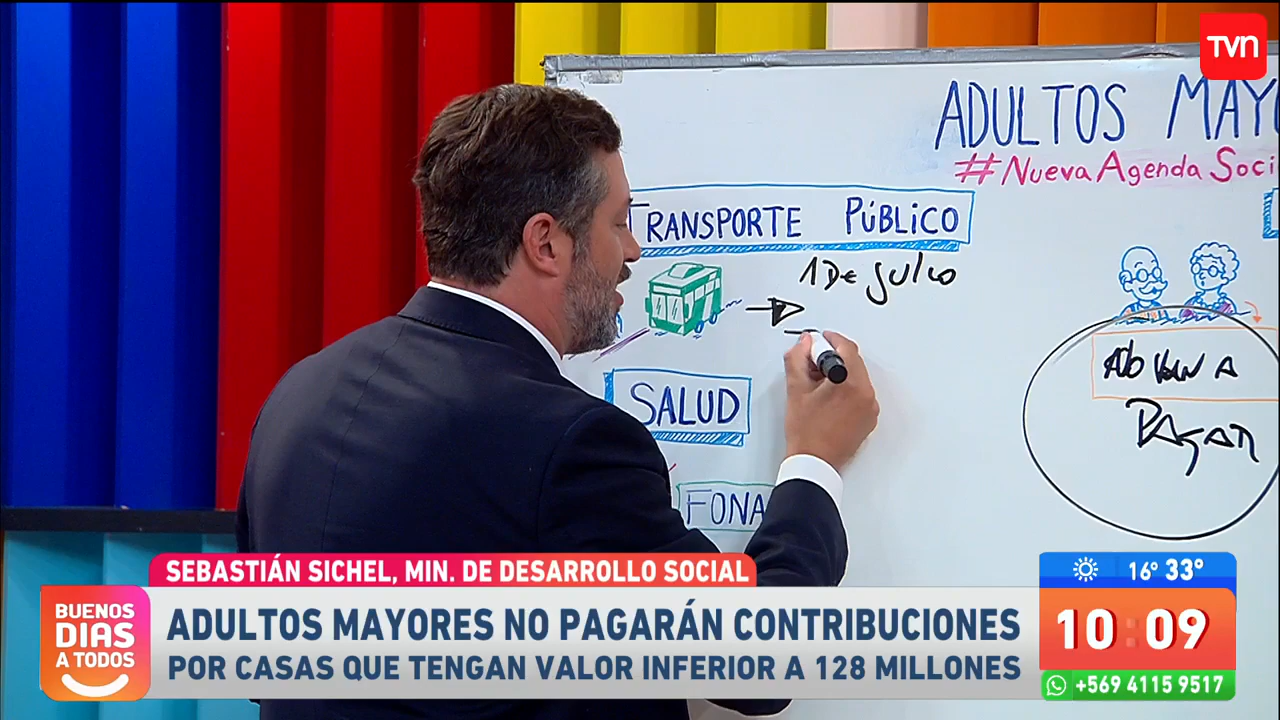 TVN
ADULTOS MAY
#NuevaAgendaSoci
TRANSPORTE PÚBLICO
1 De Julio
SALUD
FONA
PAGAR
SEBASTIÁN SICHEL, MIN. DE DESARROLLO SOCIAL
BUENOS
DIAS
A TODOS
ADULTOS MAYORES NO PAGARÁN CONTRIBUCIONES
POR CASAS QUE TENGAN VALOR INFERIOR A 128 MILLONES
16° 33°
10:09
+569 4115 9517